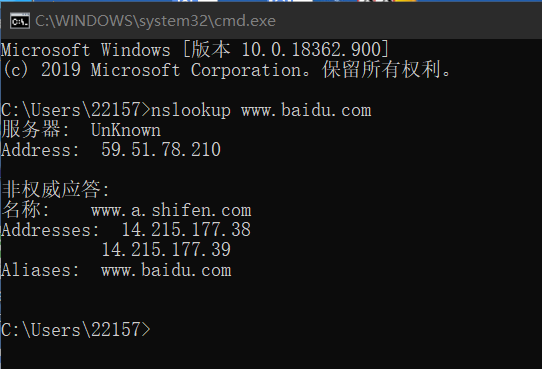 C:\WINDOWS\system32\cmd.exe
Microsoft Windows [版本 10.0.18362.900]
(c) 2019 Microsoft Corporation。保留所有权利。
C:\Users\22157>nslookup www.baidu.com
服务器:  UnKnown
Address:  59.51.78.210
非权威应答:
名称:    www.a.shifen.com
Addresses:  14.215.177.38
          14.215.177.39
Aliases:  www.baidu.com
C:\Users\22157>